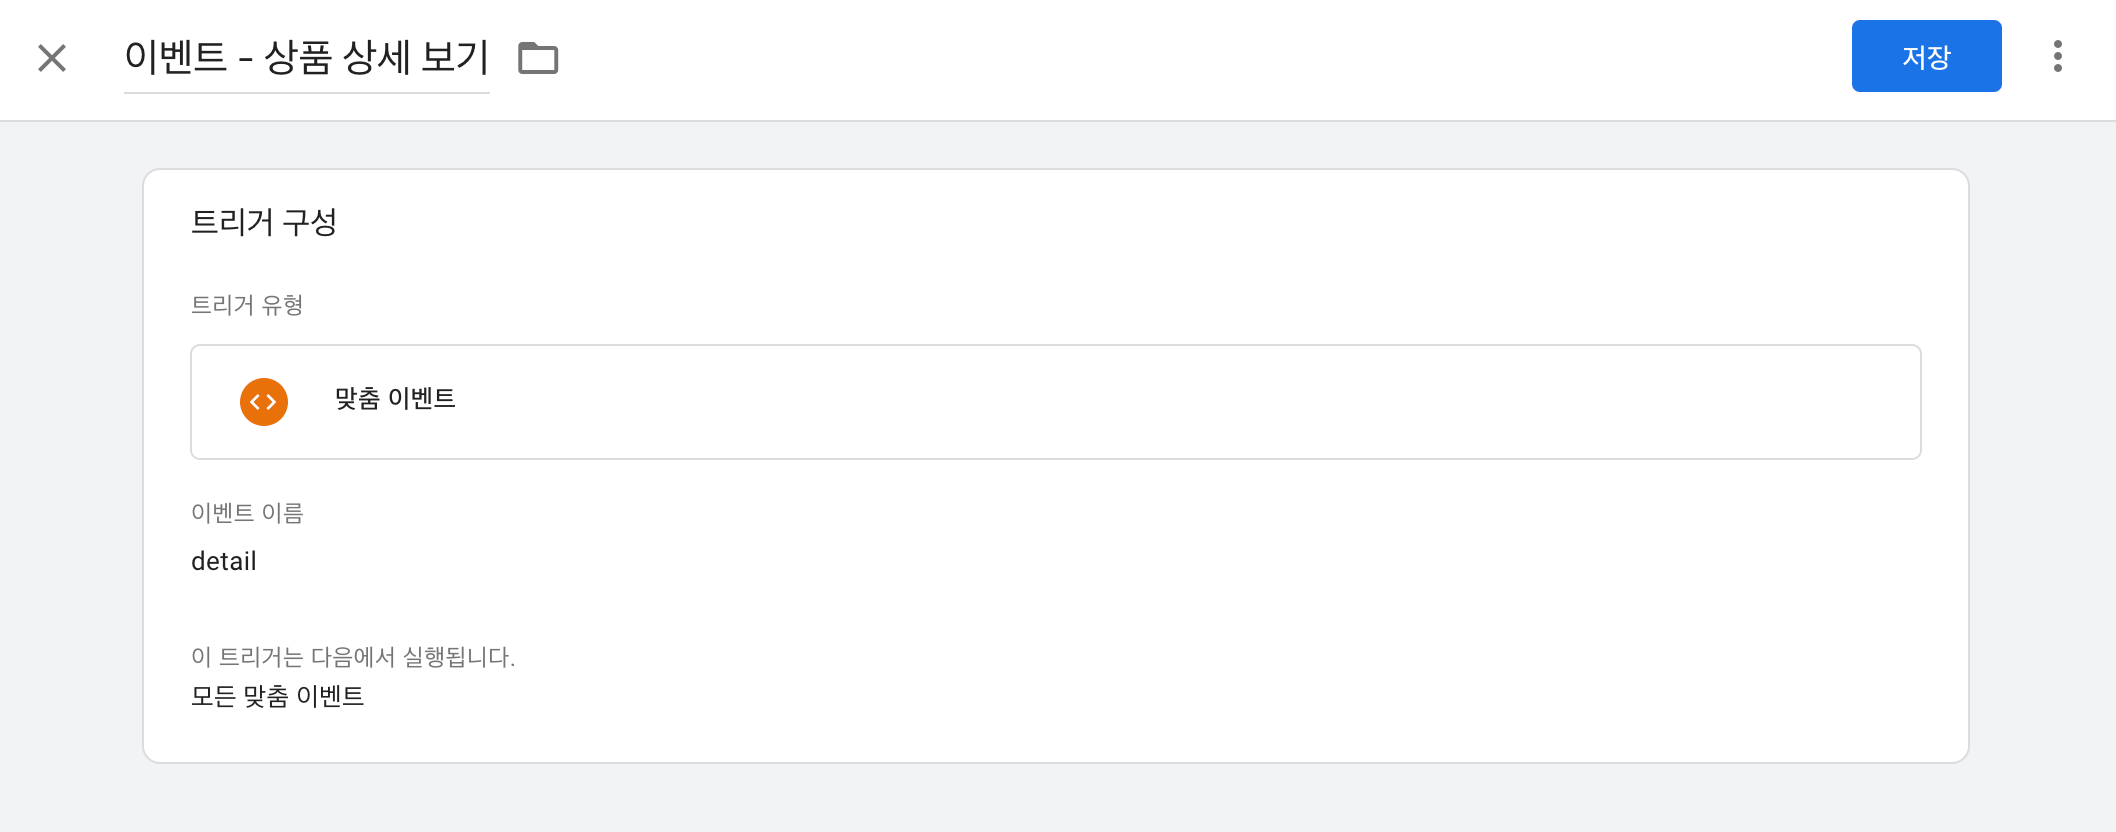 이벤트 - 상품 상세 보기
저장
트리거 구성
트리거 유형
맞춤 이벤트
이벤트 이름
detail
이 트리거는 다음에서 실행됩니다.
모든 맞춤 이벤트